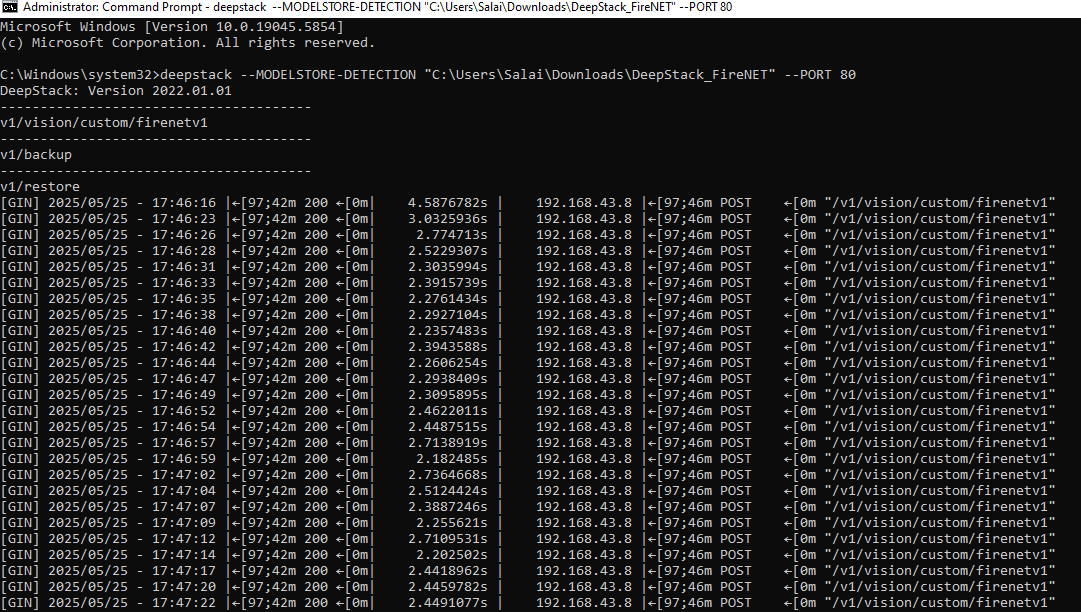 Administrator: Command Prompt - deepstack --MODELSTORE-DETECTION "C:\Users\Salai\Downloads\DeepStack_FireNET" --PORT 80
Microsoft Windows [Version 10.0.19045.5854]
(c) Microsoft Corporation. All rights reserved.
C:\Windows\system32>deepstack --MODELSTORE-DETECTION "C:\Users\Salai\Downloads\DeepStack_FireNET" --PORT 80
DeepStack: Version 2022.01.01
---------------------------------------
v1/vision/custom/firenetv1
---------------------------------------
v1/backup
---------------------------------------
v1/restore
[GIN] 2025/05/25 - 17:46:16 |←[97;42m 200 ←[0m|    4.5876782s |    192.168.43.8 |←[97;46m POST    ←[0m "/v1/vision/custom/firenetv1"
[GIN] 2025/05/25 - 17:46:23 |←[97;42m 200 ←[0m|    3.0325936s |    192.168.43.8 |←[97;46m POST    ←[0m "/v1/vision/custom/firenetv1"
[GIN] 2025/05/25 - 17:46:26 |←[97;42m 200 ←[0m|     2.774713s |    192.168.43.8 |←[97;46m POST    ←[0m "/v1/vision/custom/firenetv1"
[GIN] 2025/05/25 - 17:46:28 |←[97;42m 200 ←[0m|    2.5229307s |    192.168.43.8 |←[97;46m POST    ←[0m "/v1/vision/custom/firenetv1"
[GIN] 2025/05/25 - 17:46:31 |←[97;42m 200 ←[0m|    2.3035994s |    192.168.43.8 |←[97;46m POST    ←[0m "/v1/vision/custom/firenetv1"
[GIN] 2025/05/25 - 17:46:33 |←[97;42m 200 ←[0m|    2.3915739s |    192.168.43.8 |←[97;46m POST    ←[0m "/v1/vision/custom/firenetv1"
[GIN] 2025/05/25 - 17:46:35 |←[97;42m 200 ←[0m|    2.2761434s |    192.168.43.8 |←[97;46m POST    ←[0m "/v1/vision/custom/firenetv1"
[GIN] 2025/05/25 - 17:46:38 |←[97;42m 200 ←[0m|    2.2927104s |    192.168.43.8 |←[97;46m POST    ←[0m "/v1/vision/custom/firenetv1"
[GIN] 2025/05/25 - 17:46:40 |←[97;42m 200 ←[0m|    2.2357483s |    192.168.43.8 |←[97;46m POST    ←[0m "/v1/vision/custom/firenetv1"
[GIN] 2025/05/25 - 17:46:42 |←[97;42m 200 ←[0m|    2.3943588s |    192.168.43.8 |←[97;46m POST    ←[0m "/v1/vision/custom/firenetv1"
[GIN] 2025/05/25 - 17:46:44 |←[97;42m 200 ←[0m|    2.2606254s |    192.168.43.8 |←[97;46m POST    ←[0m "/v1/vision/custom/firenetv1"
[GIN] 2025/05/25 - 17:46:47 |←[97;42m 200 ←[0m|    2.2938409s |    192.168.43.8 |←[97;46m POST    ←[0m "/v1/vision/custom/firenetv1"
[GIN] 2025/05/25 - 17:46:49 |←[97;42m 200 ←[0m|    2.3095895s |    192.168.43.8 |←[97;46m POST    ←[0m "/v1/vision/custom/firenetv1"
[GIN] 2025/05/25 - 17:46:52 |←[97;42m 200 ←[0m|    2.4622011s |    192.168.43.8 |←[97;46m POST    ←[0m "/v1/vision/custom/firenetv1"
[GIN] 2025/05/25 - 17:46:54 |←[97;42m 200 ←[0m|    2.4487515s |    192.168.43.8 |←[97;46m POST    ←[0m "/v1/vision/custom/firenetv1"
[GIN] 2025/05/25 - 17:46:57 |←[97;42m 200 ←[0m|    2.7138919s |    192.168.43.8 |←[97;46m POST    ←[0m "/v1/vision/custom/firenetv1"
[GIN] 2025/05/25 - 17:46:59 |←[97;42m 200 ←[0m|     2.182485s |    192.168.43.8 |←[97;46m POST    ←[0m "/v1/vision/custom/firenetv1"
[GIN] 2025/05/25 - 17:47:02 |←[97;42m 200 ←[0m|    2.7364668s |    192.168.43.8 |←[97;46m POST    ←[0m "/v1/vision/custom/firenetv1"
[GIN] 2025/05/25 - 17:47:04 |←[97;42m 200 ←[0m|    2.5124424s |    192.168.43.8 |←[97;46m POST    ←[0m "/v1/vision/custom/firenetv1"
[GIN] 2025/05/25 - 17:47:07 |←[97;42m 200 ←[0m|    2.3887246s |    192.168.43.8 |←[97;46m POST    ←[0m "/v1/vision/custom/firenetv1"
[GIN] 2025/05/25 - 17:47:09 |←[97;42m 200 ←[0m|     2.255621s |    192.168.43.8 |←[97;46m POST    ←[0m "/v1/vision/custom/firenetv1"
[GIN] 2025/05/25 - 17:47:12 |←[97;42m 200 ←[0m|    2.7109531s |    192.168.43.8 |←[97;46m POST    ←[0m "/v1/vision/custom/firenetv1"
[GIN] 2025/05/25 - 17:47:14 |←[97;42m 200 ←[0m|     2.202502s |    192.168.43.8 |←[97;46m POST    ←[0m "/v1/vision/custom/firenetv1"
[GIN] 2025/05/25 - 17:47:17 |←[97;42m 200 ←[0m|    2.4418962s |    192.168.43.8 |←[97;46m POST    ←[0m "/v1/vision/custom/firenetv1"
[GIN] 2025/05/25 - 17:47:20 |←[97;42m 200 ←[0m|    2.4459782s |    192.168.43.8 |←[97;46m POST    ←[0m "/v1/vision/custom/firenetv1"
[GIN] 2025/05/25 - 17:47:22 |←[97;42m 200 ←[0m|    2.4491077s |    192.168.43.8 |←[97;46m POST    ←[0m "/v1/vision/custom/firenetv1"